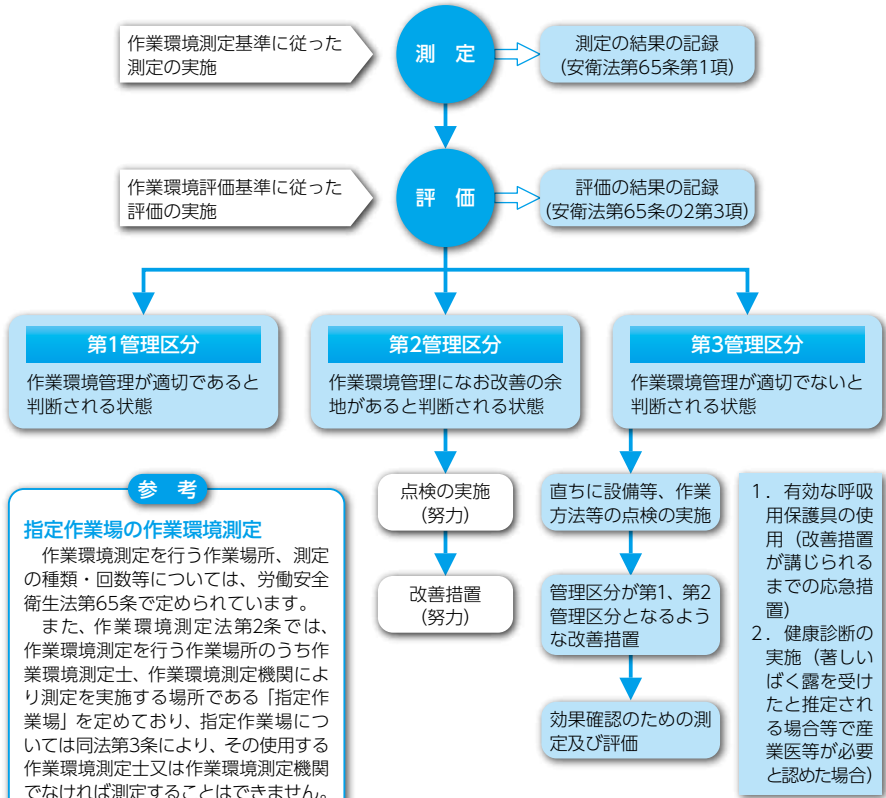 作業環境測定基準に従った
測定の実施
測 定
測定の結果の記録
(安衛法第65条第1項)
作業環境評価基準に従った
評価の実施
評 価
評価の結果の記録
(安衛法第65条の2第3項)
第1管理区分
作業環境管理が適切であると
判断される状態
第2管理区分
作業環境管理になお改善の余
地があると判断される状態
第3管理区分
作業環境管理が適切でないと
判断される状態
点検の実施
(努力)
改善措置
(努力)
直ちに設備等、作業
方法等の点検の実施
管理区分が第1、第2
管理区分となるよう
な改善措置
効果確認のための測
定及び評価
1．有効な呼吸
用保護具の使
用（改善措置
が講じられる
までの応急措
置）
2．健康診断の
実施（著しい
ばく露を受け
たと推定され
る場合等で産
業医等が必要
と認めた場合）
参 考
指定作業場の作業環境測定
作業環境測定を行う作業場所、測定
の種類・回数等については、労働安全
衛生法第65条で定められています。
また、作業環境測定法第2条では、
作業環境測定を行う作業場所のうち作
業環境測定士、作業環境測定機関によ
り測定を実施する場所である「指定作
業場」を定めており、指定作業場につ
いては同法第3条により、その使用する
作業環境測定士又は作業環境測定機関
でなければ測定することはできません。